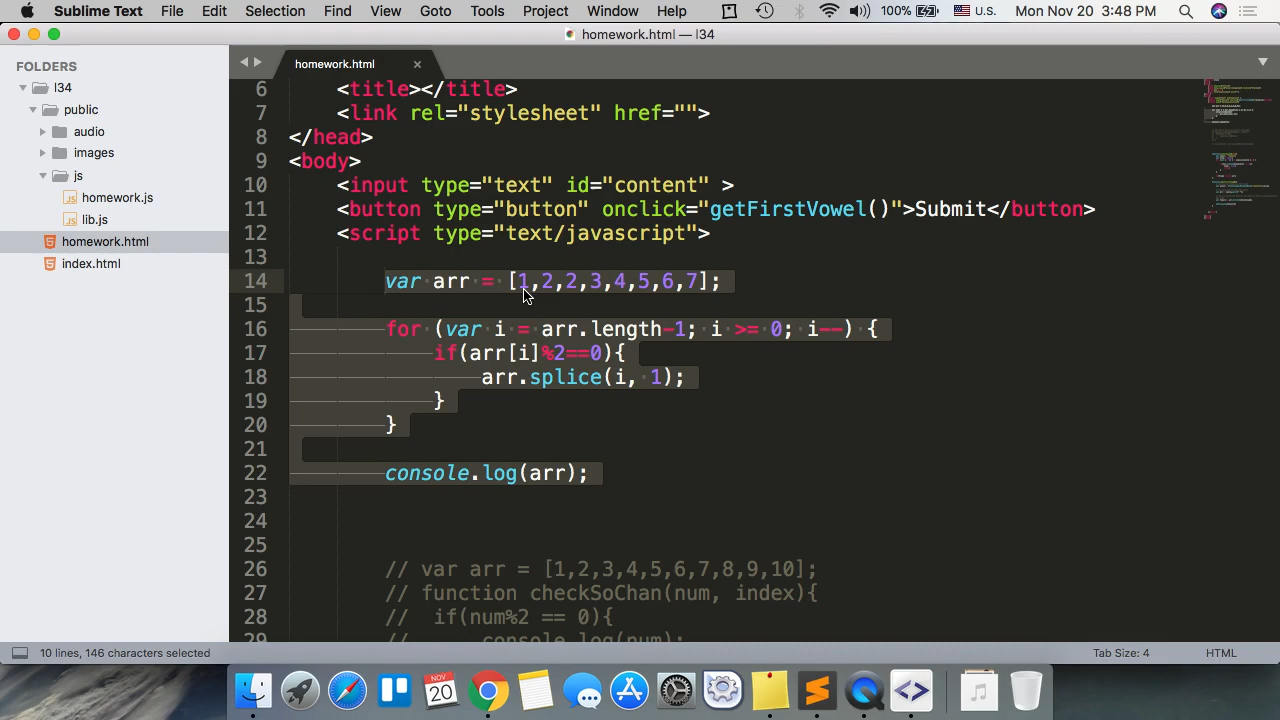 Sublime Text File Edit Selection Find View Goto Tools Project Window Help 100% U.S. Mon Nov 20 3:48 PM
homework.html — l34
FOLDERS
l34
public
audio
images
js
homework.js
lib.js
homework.html
index.html
homework.html
6 <title></title>
7 <link rel="stylesheet" href="">
8 </head>
9 <body>
10 <input type="text" id="content" >
11 <button type="button" onclick="getFirstVowel()">Submit</button>
12 <script type="text/javascript">
13
14 var arr = [1,2,2,3,4,5,6,7];
15
16 for (var i = arr.length-1; i >= 0; i--) {
17 if(arr[i]%2==0){
18 arr.splice(i, 1);
19 }
20 }
21
22 console.log(arr);
23
24
25
26 // var arr = [1,2,3,4,5,6,7,8,9,10];
27 // function checkSoChan(num, index){
28 // if(num%2 == 0){
29 // console.log(num);
10 lines, 146 characters selected Tab Size: 4 HTML
NOV
20